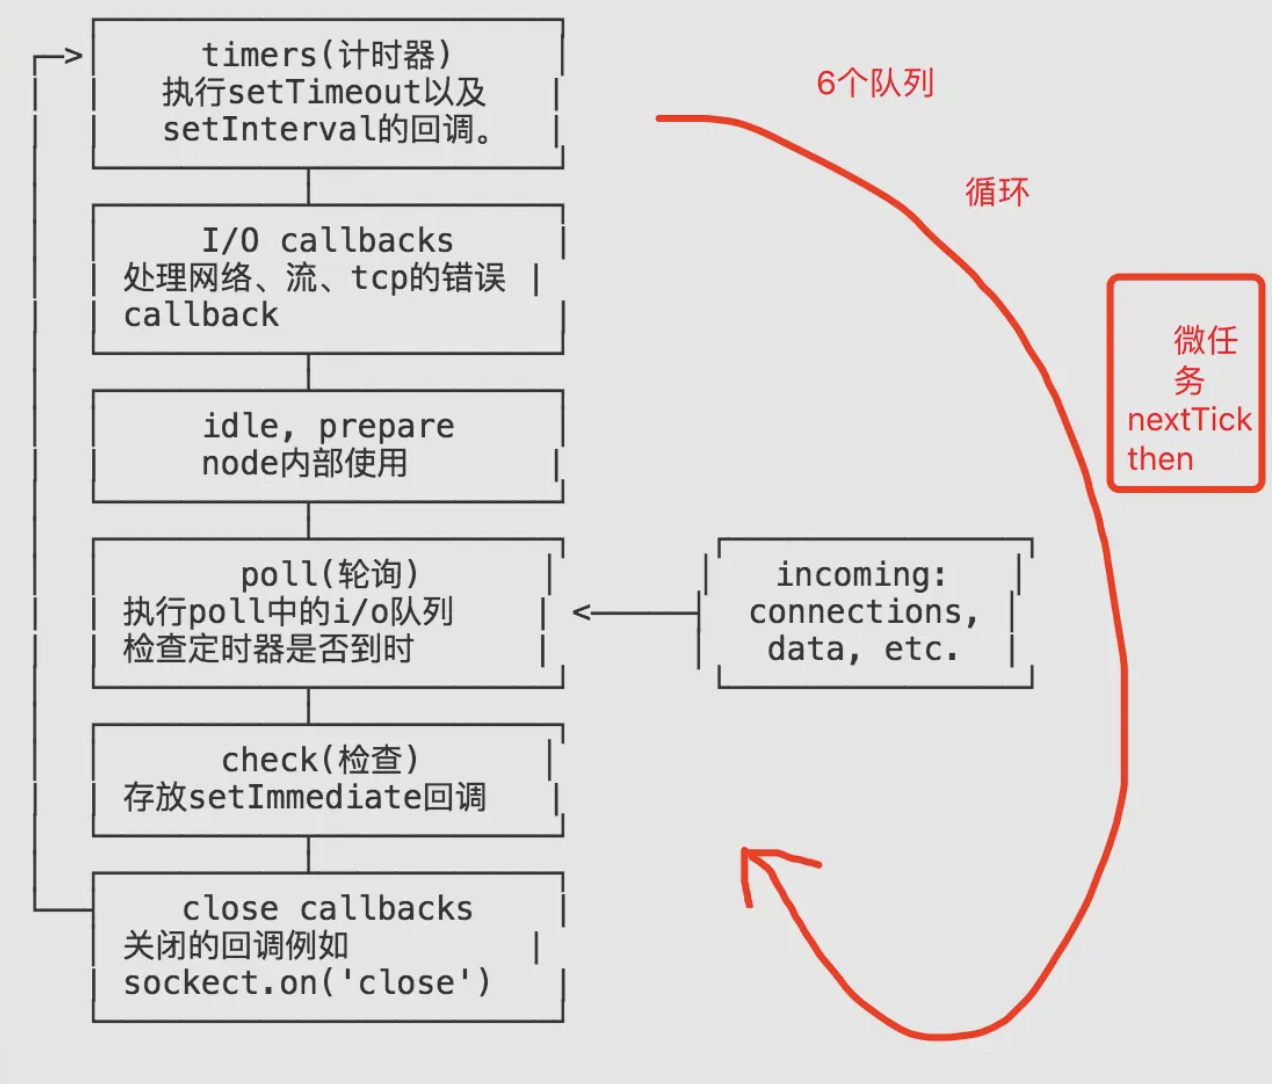 timers(计时器)
执行setTimeout以及
setInterval的回调。
I/O callbacks
处理网络、流、tcp的错误
callback
idle, prepare
node内部使用
poll(轮询)
执行poll中的i/o队列
检查定时器是否到时
incoming:
connections,
data, etc.
check(检查)
存放setImmediate回调
close callbacks
关闭的回调例如
sockect.on('close')
6个队列
循环
微任
务
nextTick
then